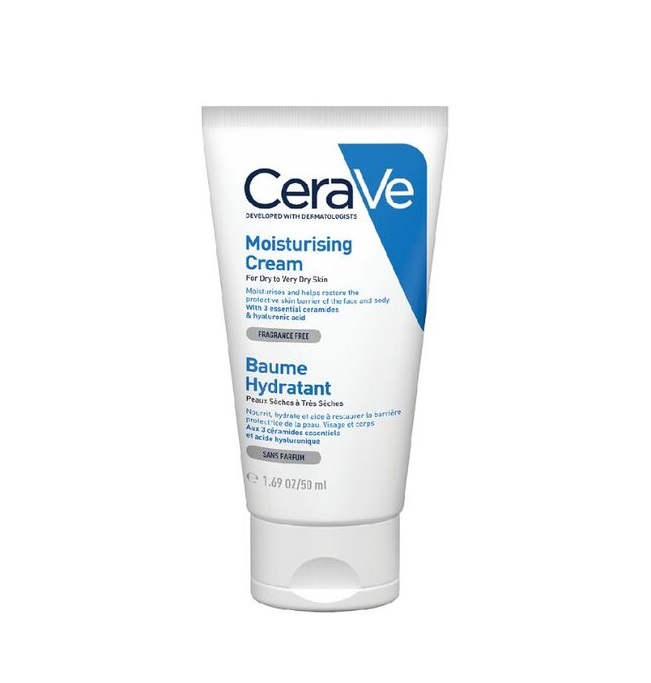 CeraVe
DEVELOPED WITH DERMATOLOGISTS
Moisturising
Cream
For Dry to Very Dry Skin
Moisturises and helps restore the
protective skin barrier of the face and body
With 3 essential ceramides
& hyaluronic acid
FRAGRANCE FREE
Baume
Hydratant
Peaux Sèches à Très Sèches
Nourrit, hydrate et aide à restaurer la barrière
protectrice de la peau. Visage et corps
Aux 3 céramides essentiels
et acide hyaluronique
SANS PARFUM
℮ 1.69 OZ/50 ml